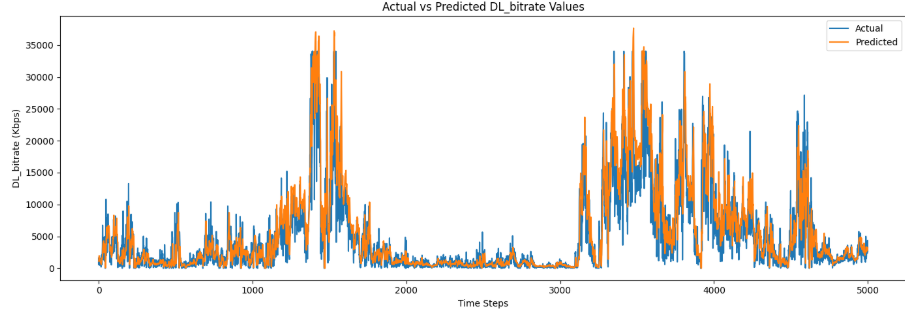 Actual vs Predicted DL_bitrate Values
Actual
Predicted
35000
30000
25000
20000
15000
10000
5000
0
DL_bitrate (Kbps)
0 1000 2000 3000 4000 5000
Time Steps